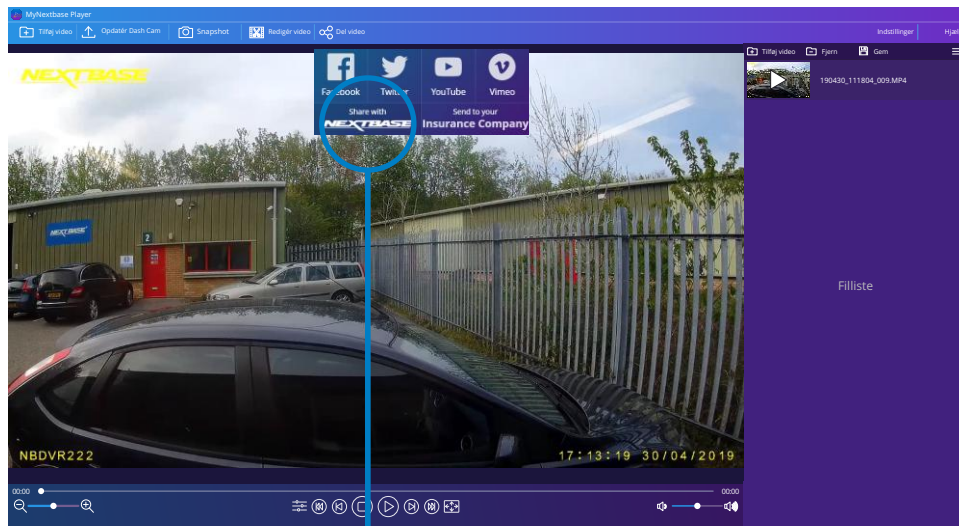 MyNextbase Player
Tilføj video
Opdatér Dash Cam
Snapshot
Redigér video
Del video
Indstillinger
Hjæl
Facebook
Twitter
YouTube
Vimeo
Share with
NEXTBASE
Send to your
Insurance Company
Tilføj video
Fjern
Gem
190430_111804_009.MP4
Filliste
NEXTBASE
NEXTBASE
2
NBDVR222
17:13:19 30/04/2019
00:00
00:00